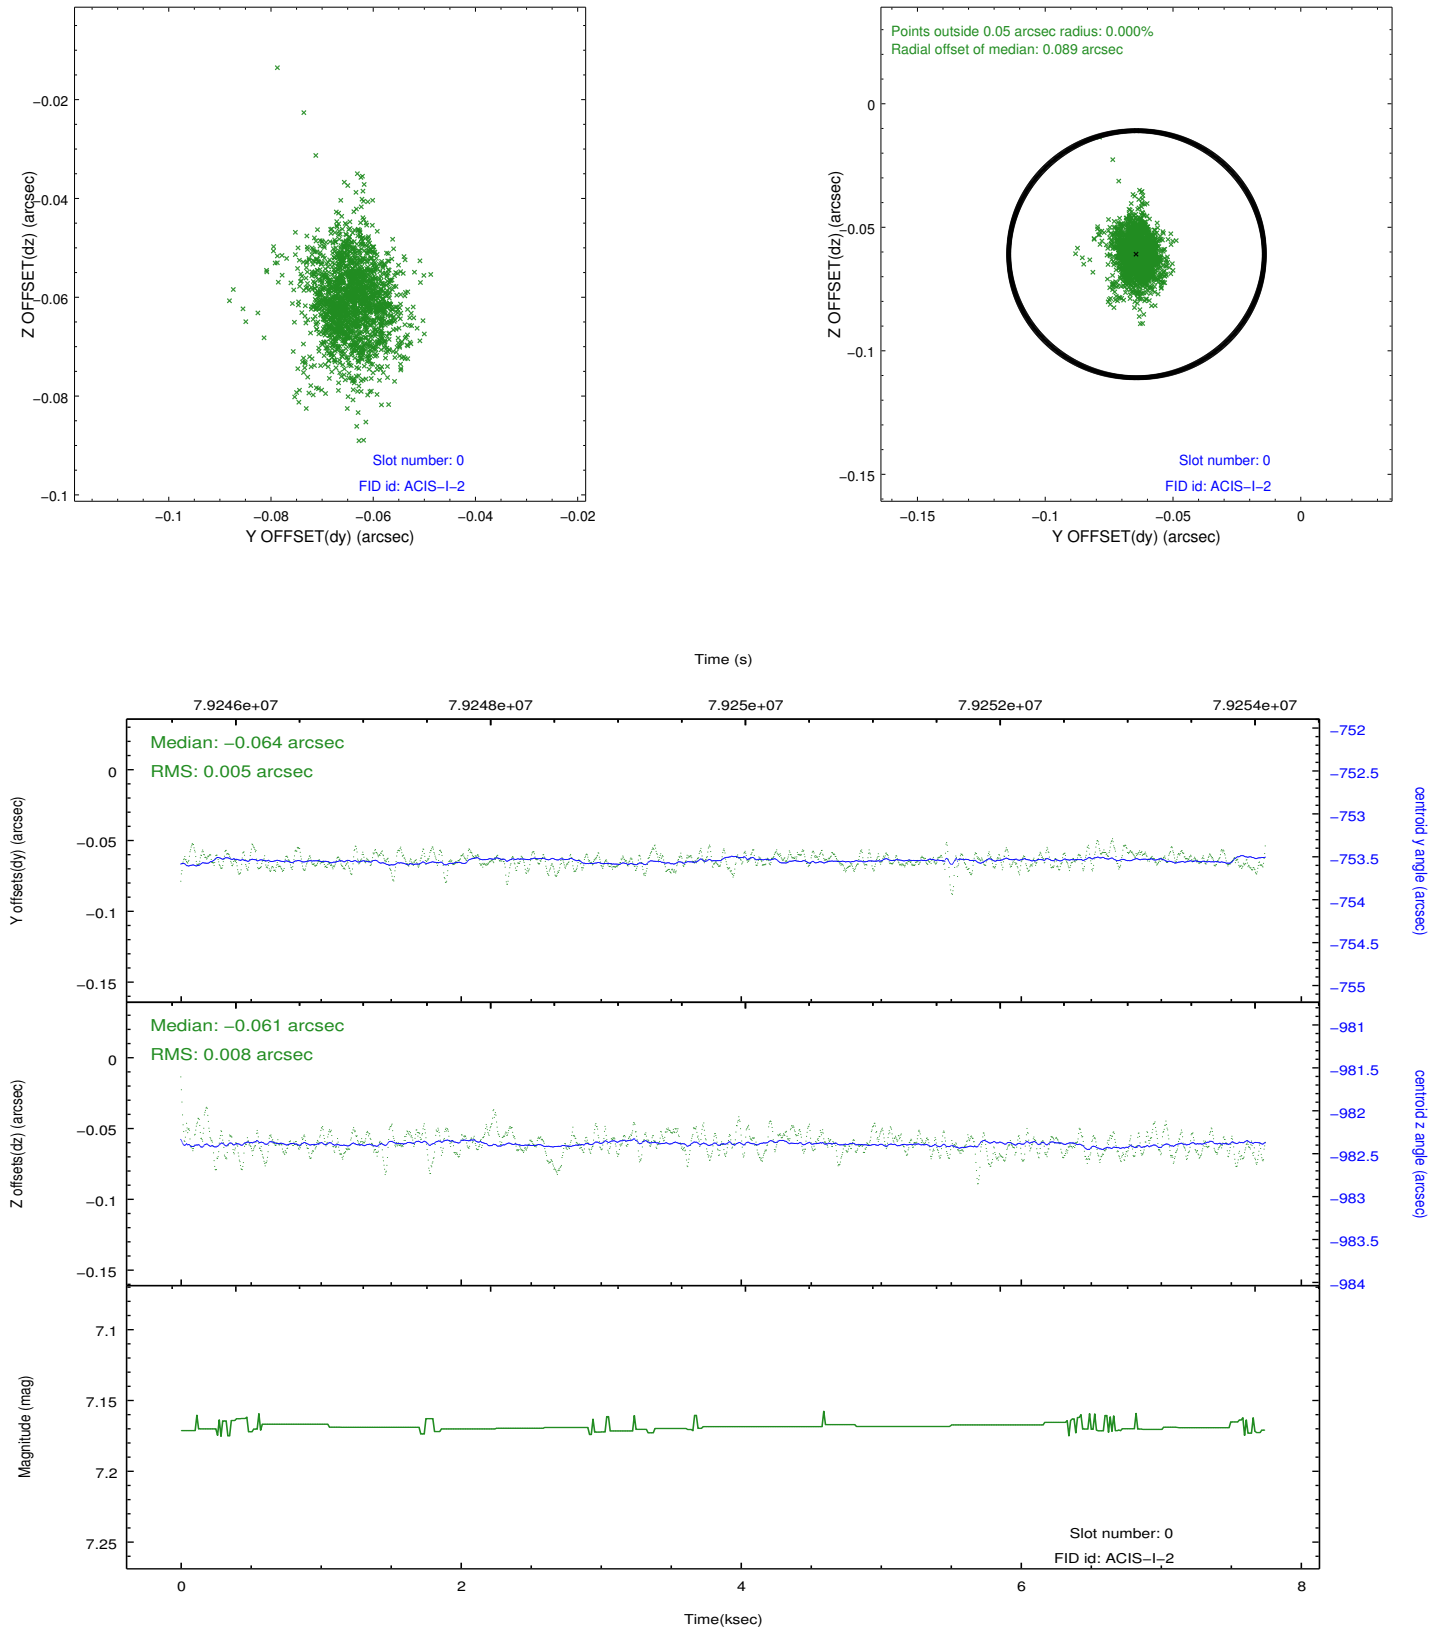 −0.02
−0.04
−0.06
−0.08
−0.1
Z OFFSET(dz) (arcsec)
Slot number: 0
FID id: ACIS−I−2
−0.1
−0.08
−0.06
−0.04
−0.02
Y OFFSET(dy) (arcsec)
Points outside 0.05 arcsec radius: 0.000%
Radial offset of median: 0.089 arcsec
0
−0.05
−0.1
−0.15
Z OFFSET(dz) (arcsec)
Slot number: 0
FID id: ACIS−I−2
−0.15
−0.1
−0.05
0
Y OFFSET(dy) (arcsec)
Time (s)
7.9246e+07
7.9248e+07
7.925e+07
7.9252e+07
7.9254e+07
Median: −0.064 arcsec
RMS: 0.005 arcsec
0
−0.05
−0.1
−0.15
Y offsets(dy) (arcsec)
−752
−752.5
−753
−753.5
−754
−754.5
−755
centroid y angle (arcsec)
Median: −0.061 arcsec
RMS: 0.008 arcsec
0
−0.05
−0.1
−0.15
Z offsets(dz) (arcsec)
−981
−981.5
−982
−982.5
−983
−983.5
−984
centroid z angle (arcsec)
7.1
7.15
7.2
7.25
Magnitude (mag)
Slot number: 0
FID id: ACIS−I−2
0
2
4
6
8
Time(ksec)